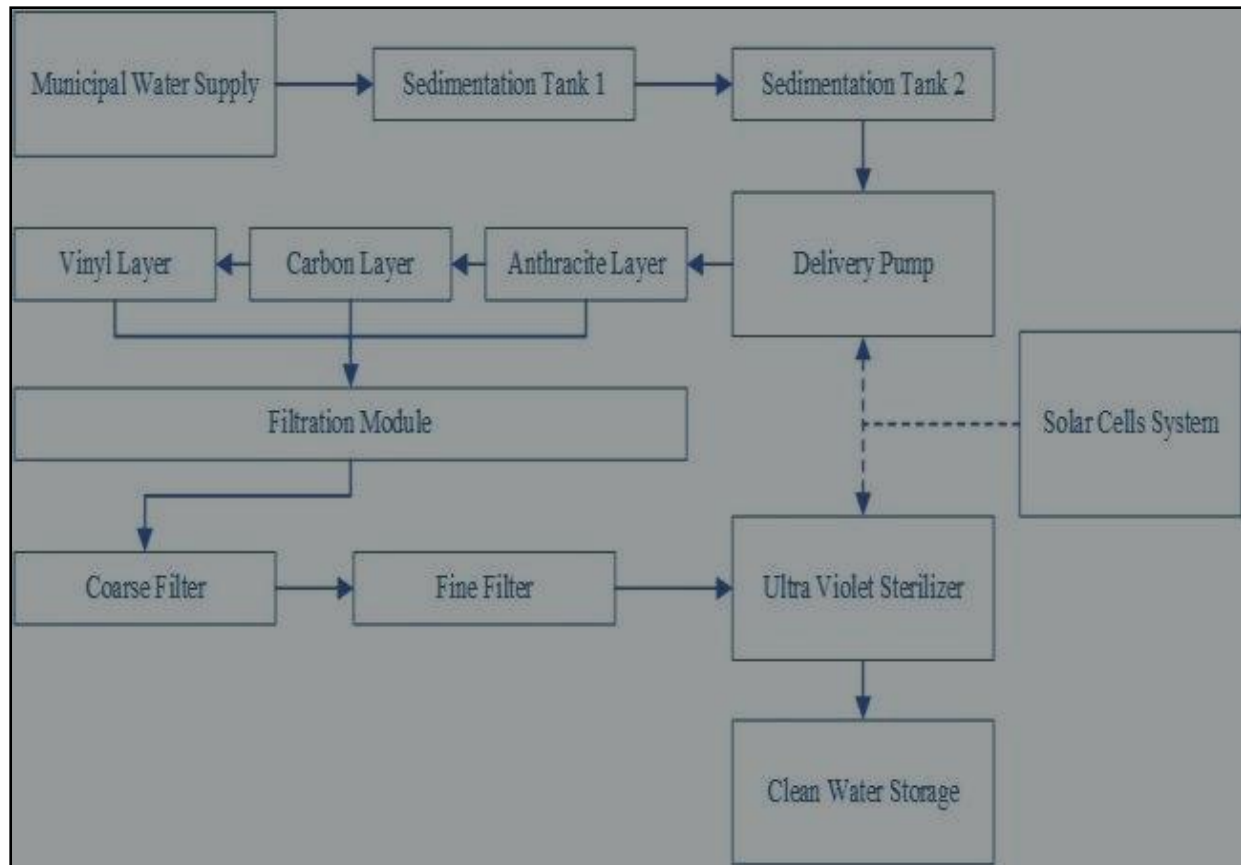 Municipal Water Supply
Sedimentation Tank 1
Sedimentation Tank 2
Vinyl Layer
Carbon Layer
Anthracite Layer
Delivery Pump
Filtration Module
Solar Cells System
Coarse Filter
Fine Filter
Ultra Violet Sterilizer
Clean Water Storage